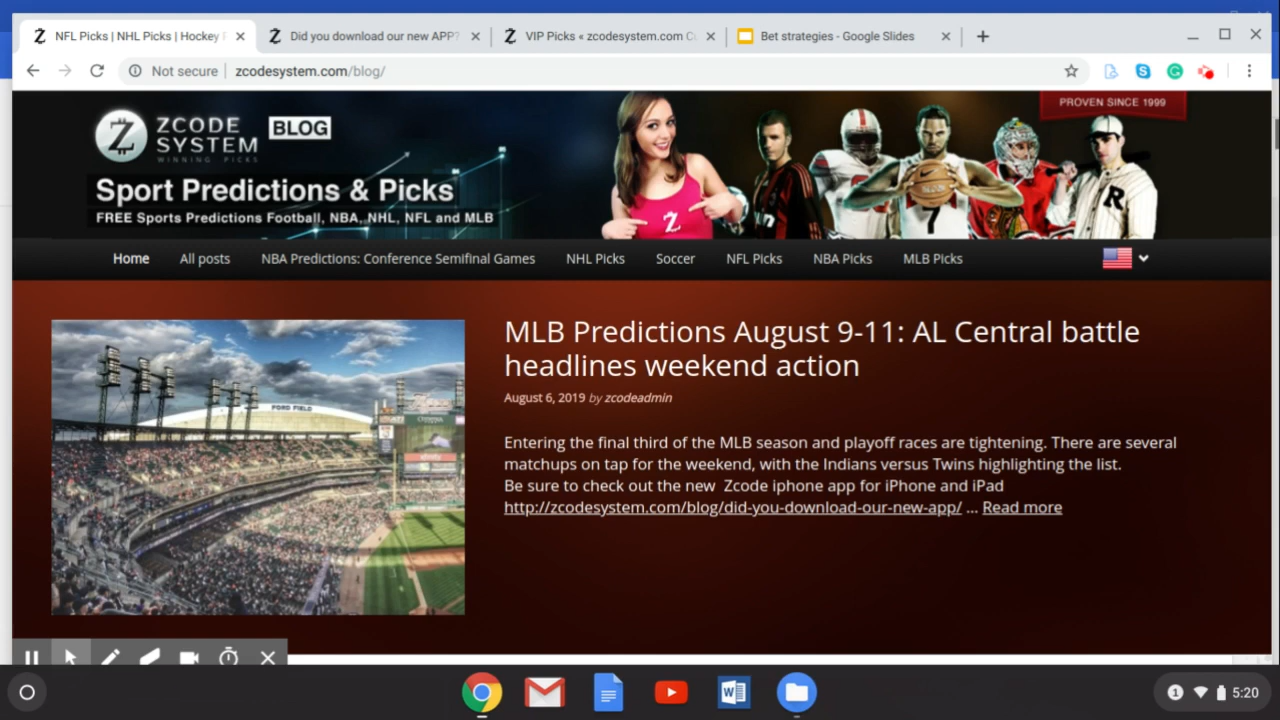 NFL Picks | NHL Picks | Hockey
Did you download our new APP?
VIP Picks « zcodesystem.com
Bet strategies - Google Slides
Not secure
zcodesystem.com/blog/
PROVEN SINCE 1999
ZCODE
SYSTEM
WINNING PICKS
BLOG
Sport Predictions & Picks
FREE Sports Predictions Football, NBA, NHL, NFL and MLB
Home
All posts
NBA Predictions: Conference Semifinal Games
NHL Picks
Soccer
NFL Picks
NBA Picks
MLB Picks
MLB Predictions August 9-11: AL Central battle
headlines weekend action
August 6, 2019 by zcodeadmin
FORD FIELD
Entering the final third of the MLB season and playoff races are tightening. There are several
matchups on tap for the weekend, with the Indians versus Twins highlighting the list.
Be sure to check out the new Zcode iphone app for iPhone and iPad
http://zcodesystem.com/blog/did-you-download-our-new-app/ ... Read more
1
5:20